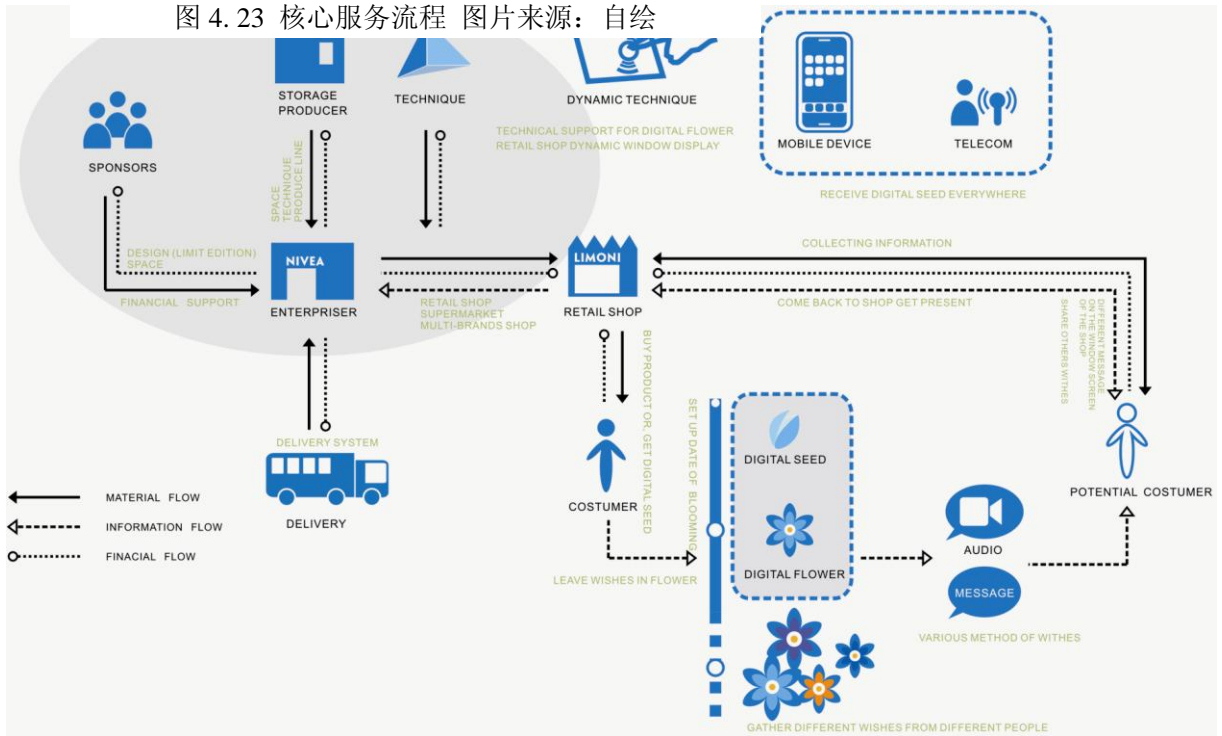 图 4. 23 核心服务流程 图片来源：自绘
STORAGE
PRODUCER
TECHNIQUE
DYNAMIC TECHNIQUE
TECHNICAL SUPPORT FOR DIGITAL FLOWER
RETAIL SHOP DYNAMIC WINDOW DISPLAY
MOBILE DEVICE
TELECOM
RECEIVE DIGITAL SEED EVERYWHERE
SPONSORS
SPACE
TECHNIQUE
PRODUCE LINE
DESIGN (LIMIT EDITION)
SPACE
FINANCIAL SUPPORT
NIVEA
ENTERPRISER
RETAIL SHOP
SUPERMARKET
MULTI-BRANDS SHOP
LIMONI
RETAIL SHOP
COLLECTING INFORMATION
COME BACK TO SHOP GET PRESENT
DIFFERENT MESSAGE
ON THE WINDOW SCREEN
OF THE SHOP
SHARE OTHERS WITHES
BUY PRODUCT OR, GET DIGITAL SEED
SET UP DATE OF BLOOMING
DELIVERY SYSTEM
DELIVERY
MATERIAL FLOW
INFORMATION FLOW
FINACIAL FLOW
COSTUMER
LEAVE WISHES IN FLOWER
DIGITAL SEED
DIGITAL FLOWER
AUDIO
MESSAGE
VARIOUS METHOD OF WITHES
POTENTIAL COSTUMER
GATHER DIFFERENT WISHES FROM DIFFERENT PEOPLE